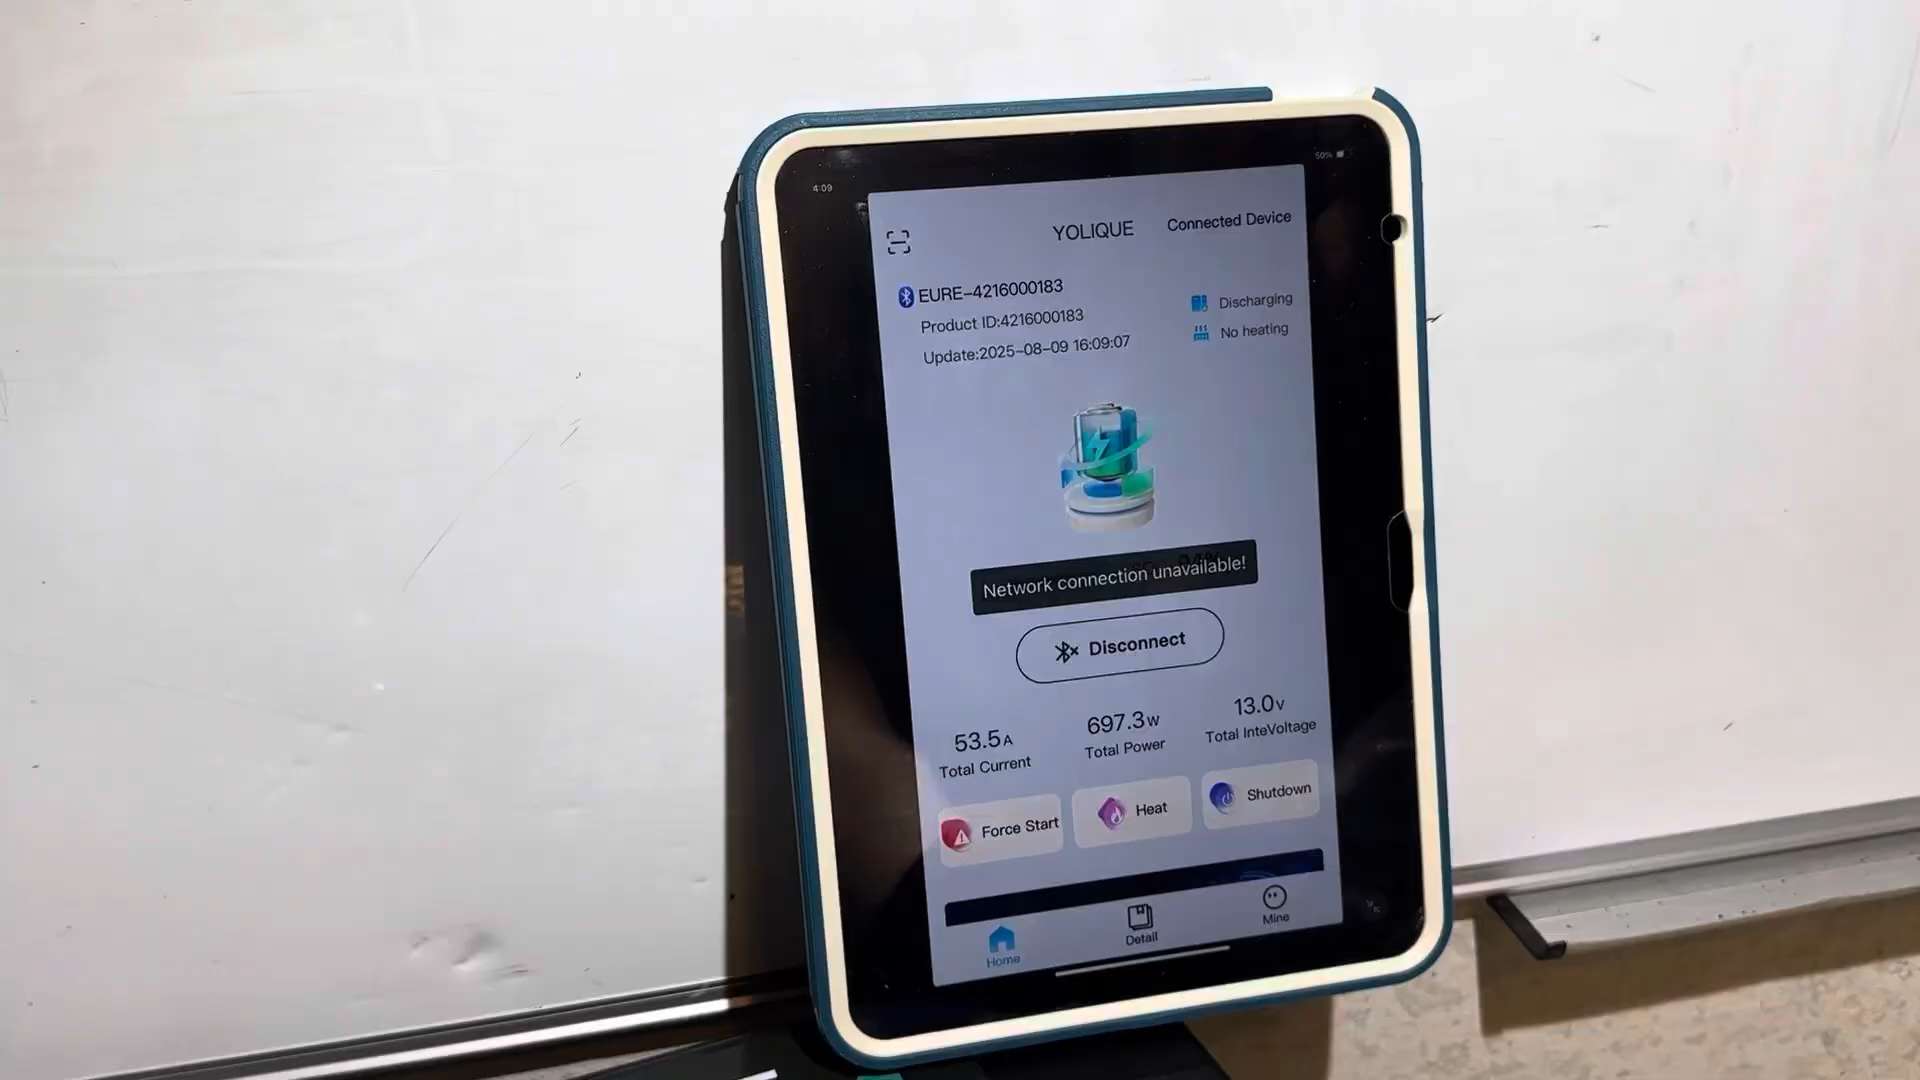 4:09
50%
YOLIQUE
Connected Device
EURE-4216000183
Product ID:4216000183
Update:2025-08-09 16:09:07
Discharging
No heating
Network connection unavailable!
Disconnect
53.5A
Total Current
697.3W
Total Power
13.0V
Total InteVoltage
Force Start
Heat
Shutdown
Home
Detail
Mine